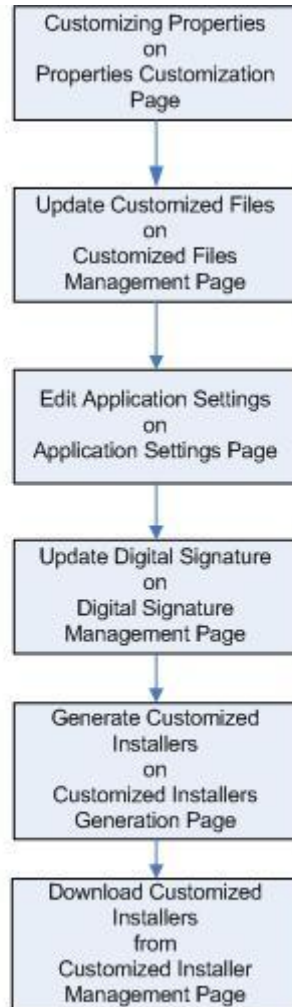 Customizing Properties
on
Properties Customization
Page
Update Customized Files
on
Customized Files
Management Page
Edit Application Settings
on
Application Settings Page
Update Digital Signature
on
Digital Signature
Management Page
Generate Customized
Installers
on
Customized Installers
Generation Page
Download Customized
Installers
from
Customized Installer
Management Page